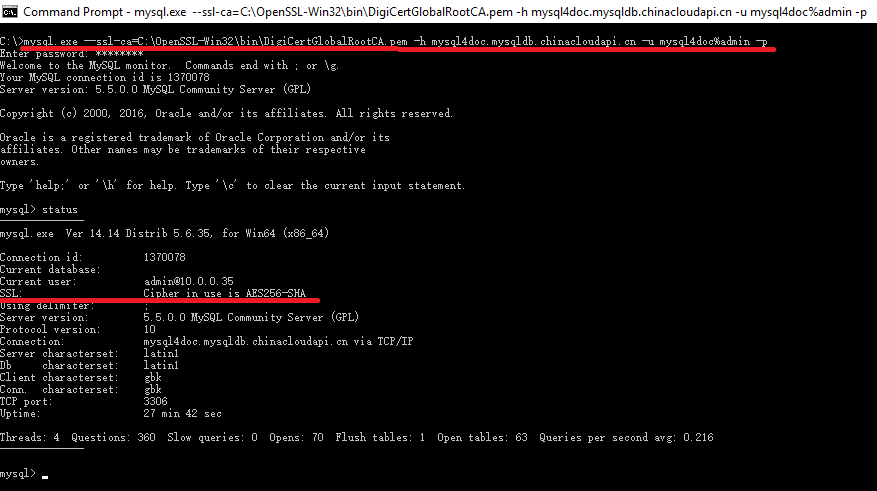 Command Prompt - mysql.exe --ssl-ca=C:\OpenSSL-Win32\bin\DigiCertGlobalRootCA.pem -h mysql4doc.mysqldb.chinacloudapi.cn -u mysql4doc%admin -p
C:\>mysql.exe --ssl-ca=C:\OpenSSL-Win32\bin\DigiCertGlobalRootCA.pem -h mysql4doc.mysqldb.chinacloudapi.cn -u mysql4doc%admin -p
Enter password: ********
Welcome to the MySQL monitor.  Commands end with ; or \g.
Your MySQL connection id is 1370078
Server version: 5.5.0.0 MySQL Community Server (GPL)
Copyright (c) 2000, 2016, Oracle and/or its affiliates. All rights reserved.
Oracle is a registered trademark of Oracle Corporation and/or its
affiliates. Other names may be trademarks of their respective
owners.
Type 'help;' or '\h' for help. Type '\c' to clear the current input statement.
mysql> status
--------------
mysql.exe  Ver 14.14 Distrib 5.6.35, for Win64 (x86_64)
Connection id:          1370078
Current database:
Current user:           admin@10.0.0.35
SSL:                    Cipher in use is AES256-SHA
Using delimiter:        ;
Server version:         5.5.0.0 MySQL Community Server (GPL)
Protocol version:       10
Connection:             mysql4doc.mysqldb.chinacloudapi.cn via TCP/IP
Server characterset:    latin1
Db     characterset:    latin1
Client characterset:    gbk
Conn.  characterset:    gbk
TCP port:               3306
Uptime:                 27 min 42 sec
Threads: 4  Questions: 360  Slow queries: 0  Opens: 70  Flush tables: 1  Open tables: 63  Queries per second avg: 0.216
--------------
mysql> _